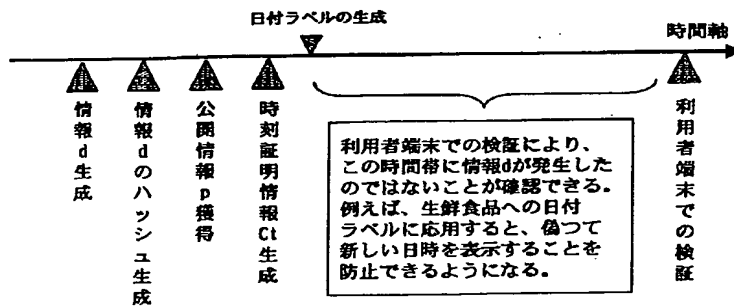 日付ラベルの生成
時間軸
情報d生成
情報dのハッシュ生成
公開情報p獲得
時刻証明情報Ct生成
利用者端末での検証により、
この時間帯に情報dが発生した
のではないことが確認できる。
例えば、生鮮食品への日付
ラベルに応用すると、偽つて
新しい日時を表示することを
防止できるようになる。
利用者端末での検証